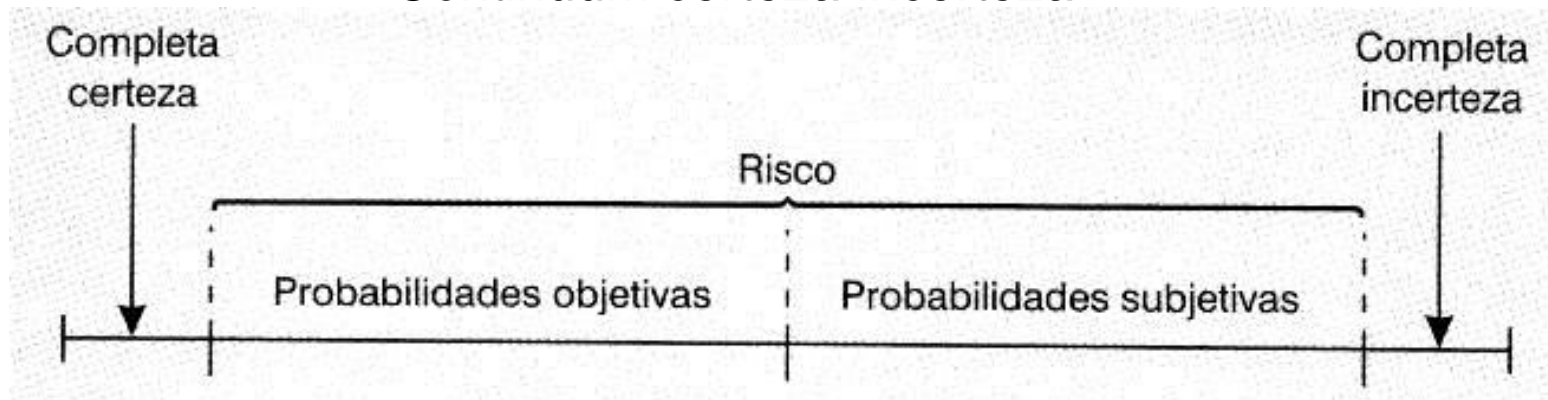 Completa
certeza
Completa
incerteza
Risco
Probabilidades objetivas
Probabilidades subjetivas